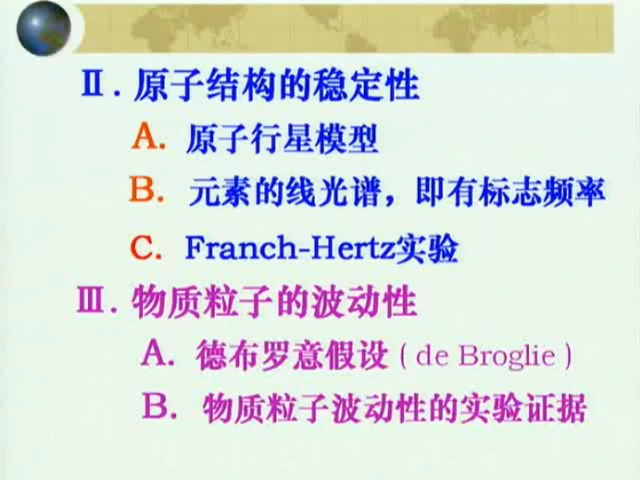 Ⅱ. 原子结构的稳定性
A. 原子行星模型
B. 元素的线光谱，即有标志频率
C. Franch-Hertz实验
Ⅲ. 物质粒子的波动性
A. 德布罗意假设 ( de Broglie )
B. 物质粒子波动性的实验证据